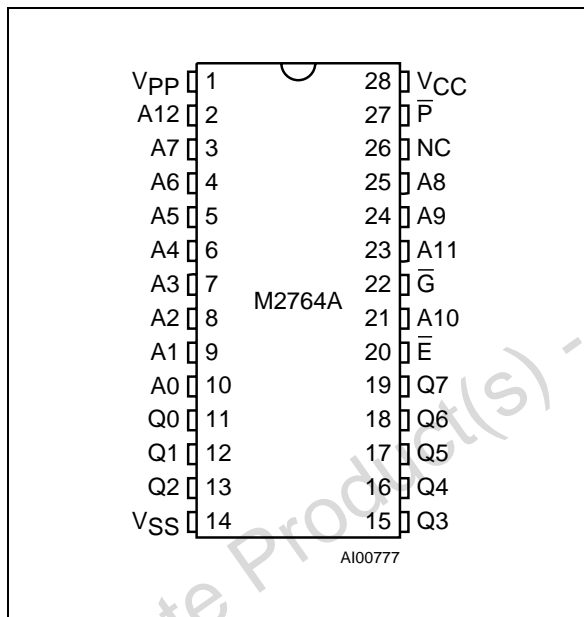 VPP 1 28 VCC
A12 2 27 P̅
A7 3 26 NC
A6 4 25 A8
A5 5 24 A9
A4 6 23 A11
A3 7 22 G̅
M2764A
A2 8 21 A10
A1 9 20 E̅
A0 10 19 Q7
Q0 11 18 Q6
Q1 12 17 Q5
Q2 13 16 Q4
VSS 14 15 Q3
AI00777
te Product(s) -